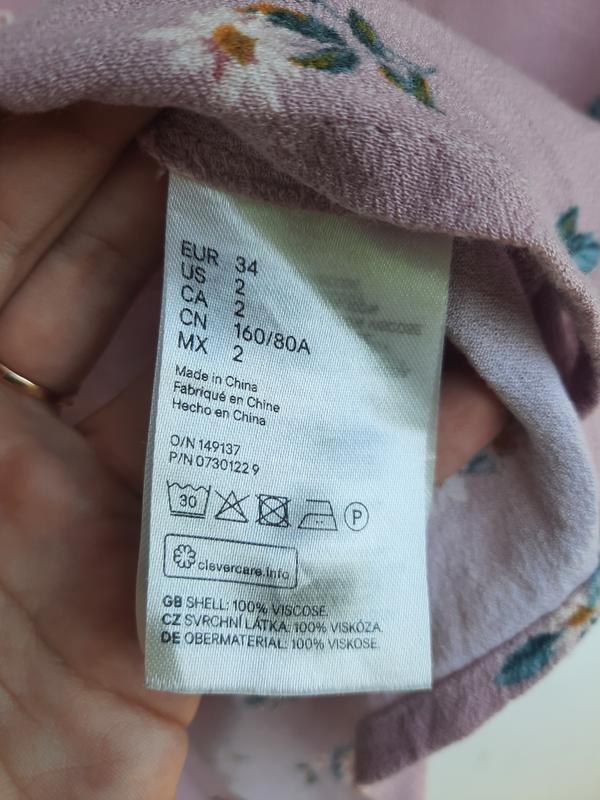 EUR 34
US 2
CA 2
CN 160/80A
MX 2
Made in China
Fabriqué en Chine
Hecho en China
O/N 149137
P/N 0730122 9
30 P
clevercare.info
GB SHELL: 100% VISCOSE.
CZ SVRCHNÍ LÁTKA: 100% VISKÓZA.
DE OBERMATERIAL: 100% VISKOSE.